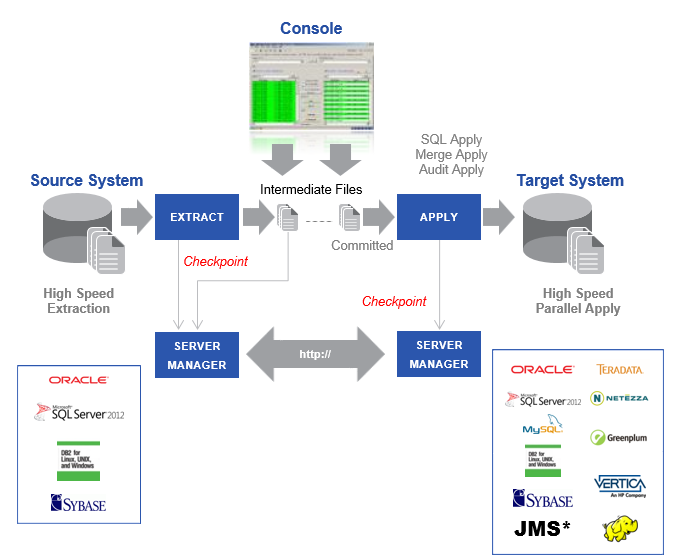 Console
SQL Apply
Merge Apply
Audit Apply
Source System
Intermediate Files
Target System
EXTRACT
APPLY
Committed
Checkpoint
High Speed
Extraction
High Speed
Parallel Apply
Checkpoint
SERVER
MANAGER
http://
SERVER
MANAGER
ORACLE
Microsoft
SQL Server 2012
DB2 for
Linux, UNIX,
and Windows
SYBASE
ORACLE
TERADATA
Microsoft
SQL Server 2012
N NETEZZA
MySQL
Greenplum
DB2 for
Linux, UNIX,
and Windows
VERTICA
An HP Company
SYBASE
JMS*